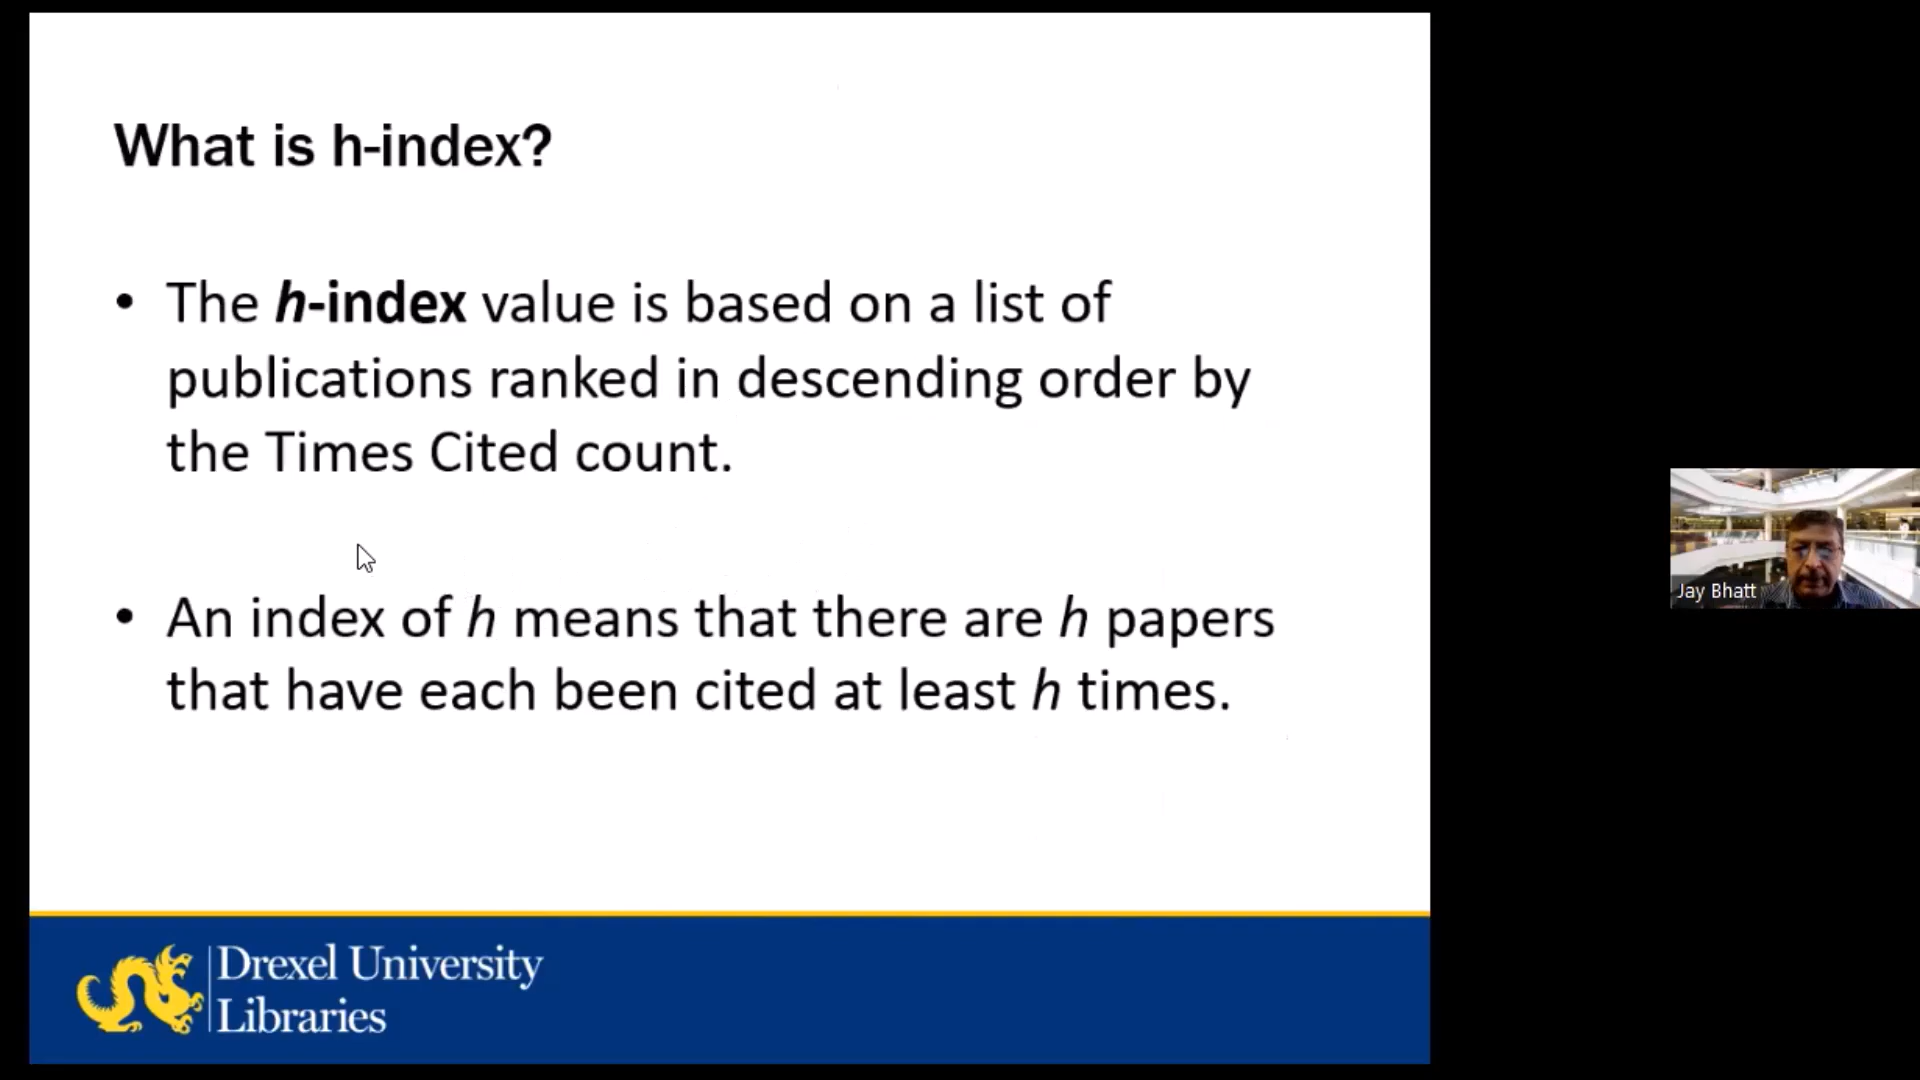 What is h-index?
• The h-index value is based on a list of
publications ranked in descending order by
the Times Cited count.
• An index of h means that there are h papers
that have each been cited at least h times.
Jay Bhatt
Drexel University
Libraries